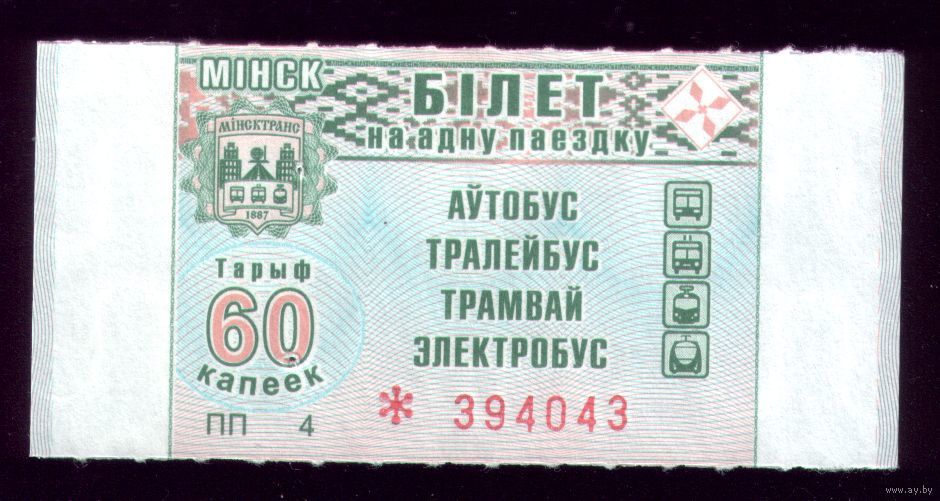 МІНСК
БІЛЕТ
на адну паездку
МІНСКТРАНС
1887
АЎТОБУС
ТРАЛЕЙБУС
ТРАМВАЙ
ЭЛЕКТРОБУС
Тарыф
60
капеек
ПП 4
* 394043
www.ay.by